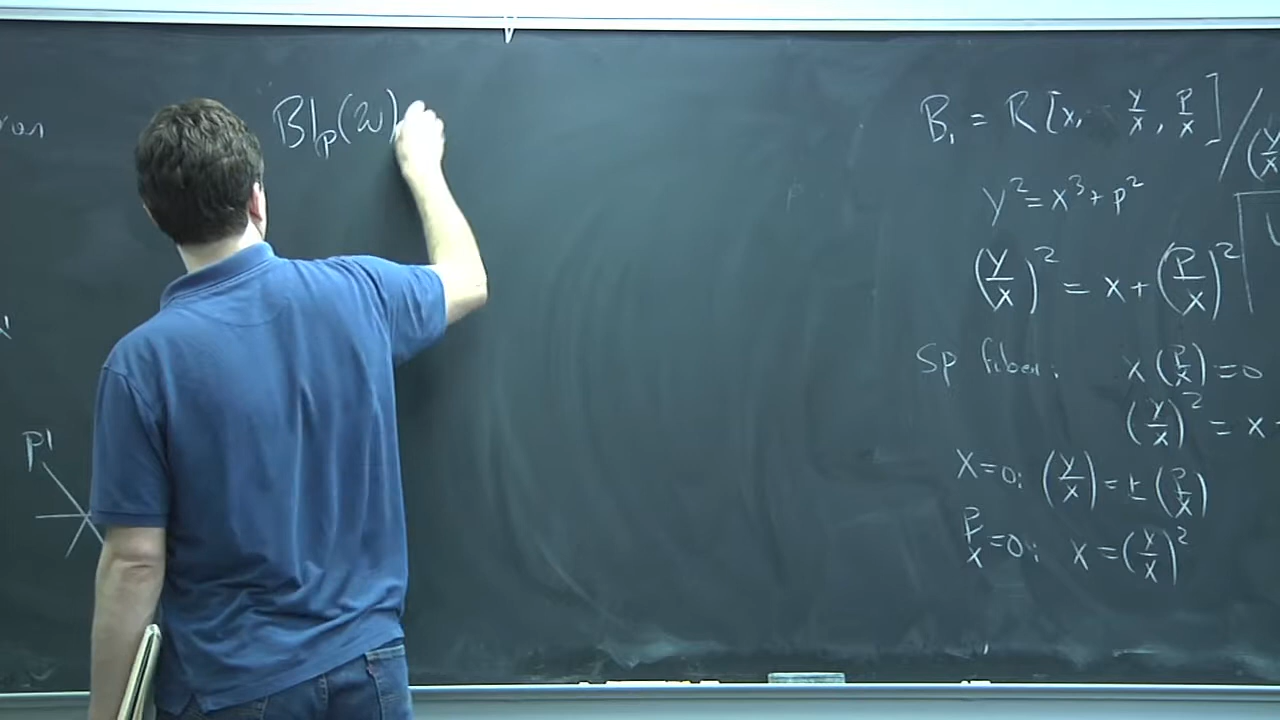 Bl_p(W)
P¹
B₁ = R[x, y/x, p/x] / (y/x
y² = x³ + p²
(y/x)² = x + (p/x)²
Sp fiber: x(p/x) = 0
(y/x)² = x
x=0: (y/x) = ± (p/x)
p/x = 0: x = (y/x)²